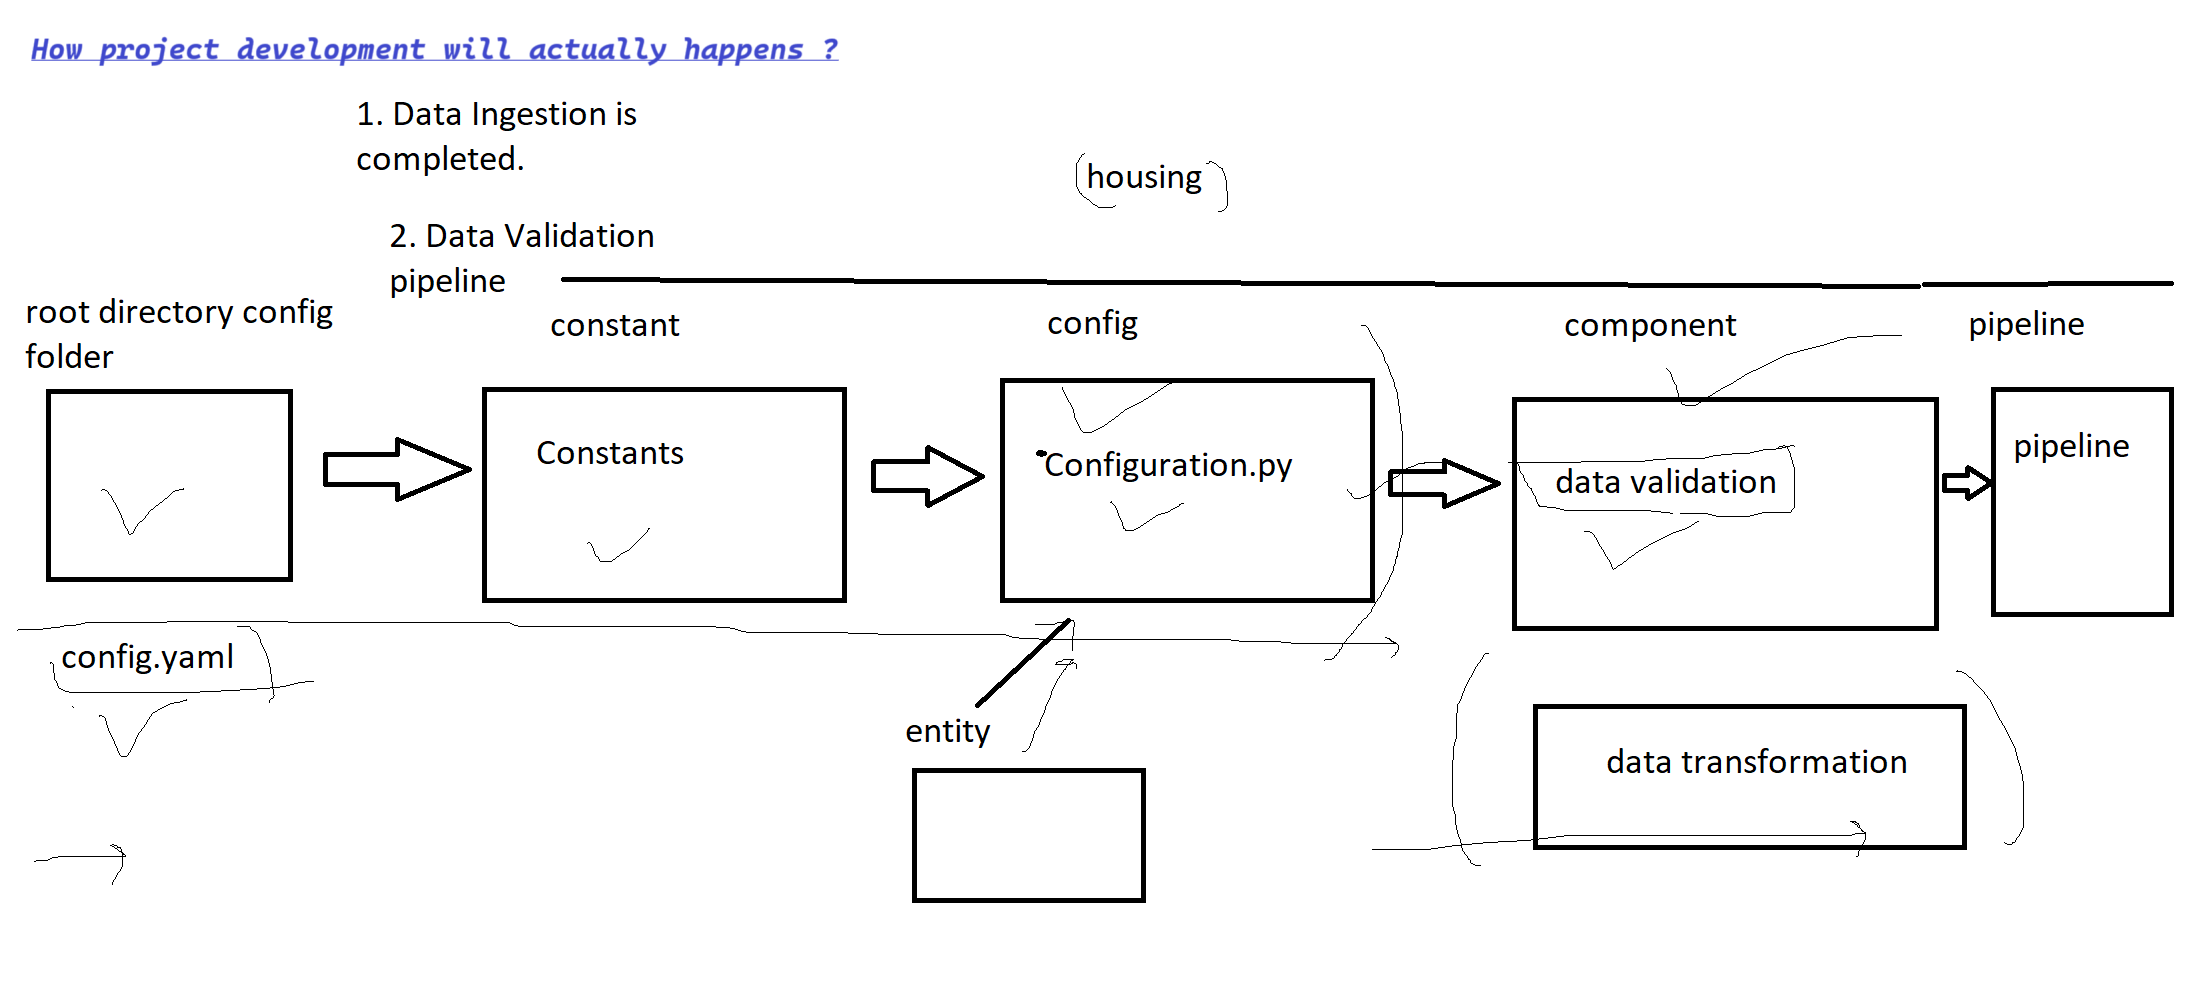 How project development will actually happens ?
1. Data Ingestion is
completed.
housing
2. Data Validation
pipeline
root directory config
folder
constant
config
component
pipeline
Constants
Configuration.py
data validation
pipeline
config.yaml
entity
data transformation